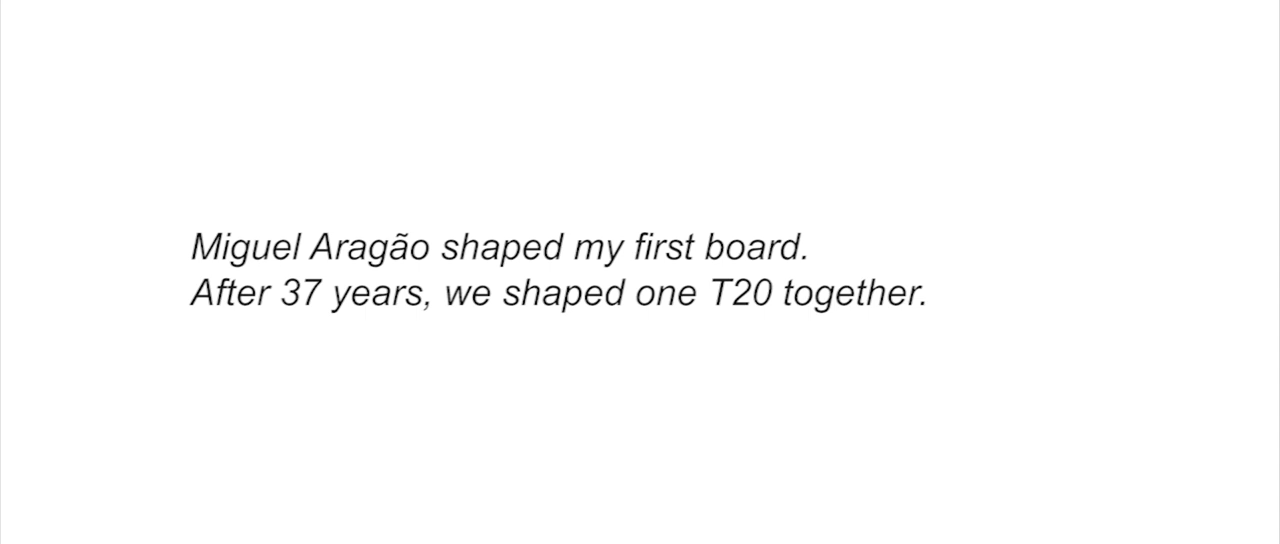 Miguel Aragão shaped my first board.
After 37 years, we shaped one T20 together.